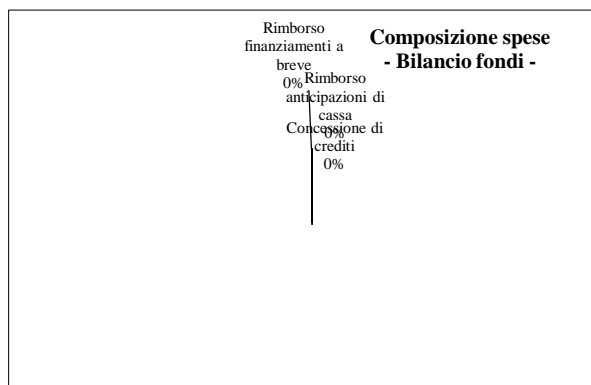 Composizione spese
- Bilancio fondi -
Rimborso
finanziamenti a
breve
0%
Rimborso
anticipazioni di
cassa
0%
Concessione di
crediti
0%